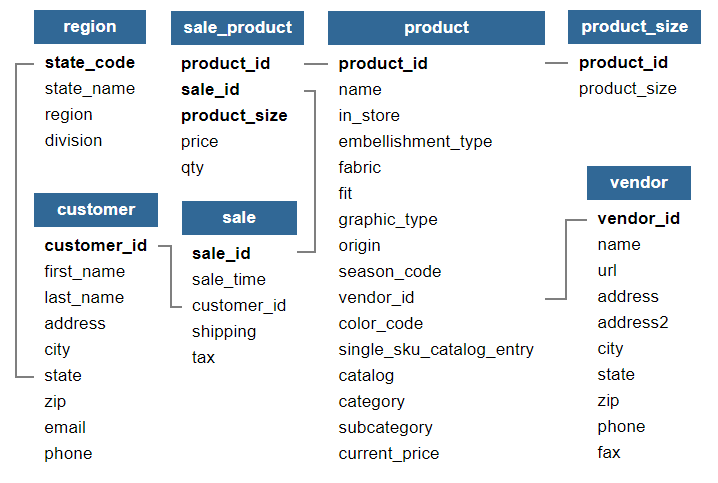 region
state_code
state_name
region
division
sale_product
product_id
sale_id
product_size
price
qty
product
product_id
name
in_store
embellishment_type
fabric
fit
graphic_type
origin
season_code
vendor_id
color_code
single_sku_catalog_entry
catalog
category
subcategory
current_price
product_size
product_id
product_size
customer
customer_id
first_name
last_name
address
city
state
zip
email
phone
sale
sale_id
sale_time
customer_id
shipping
tax
vendor
vendor_id
name
url
address
address2
city
state
zip
phone
fax